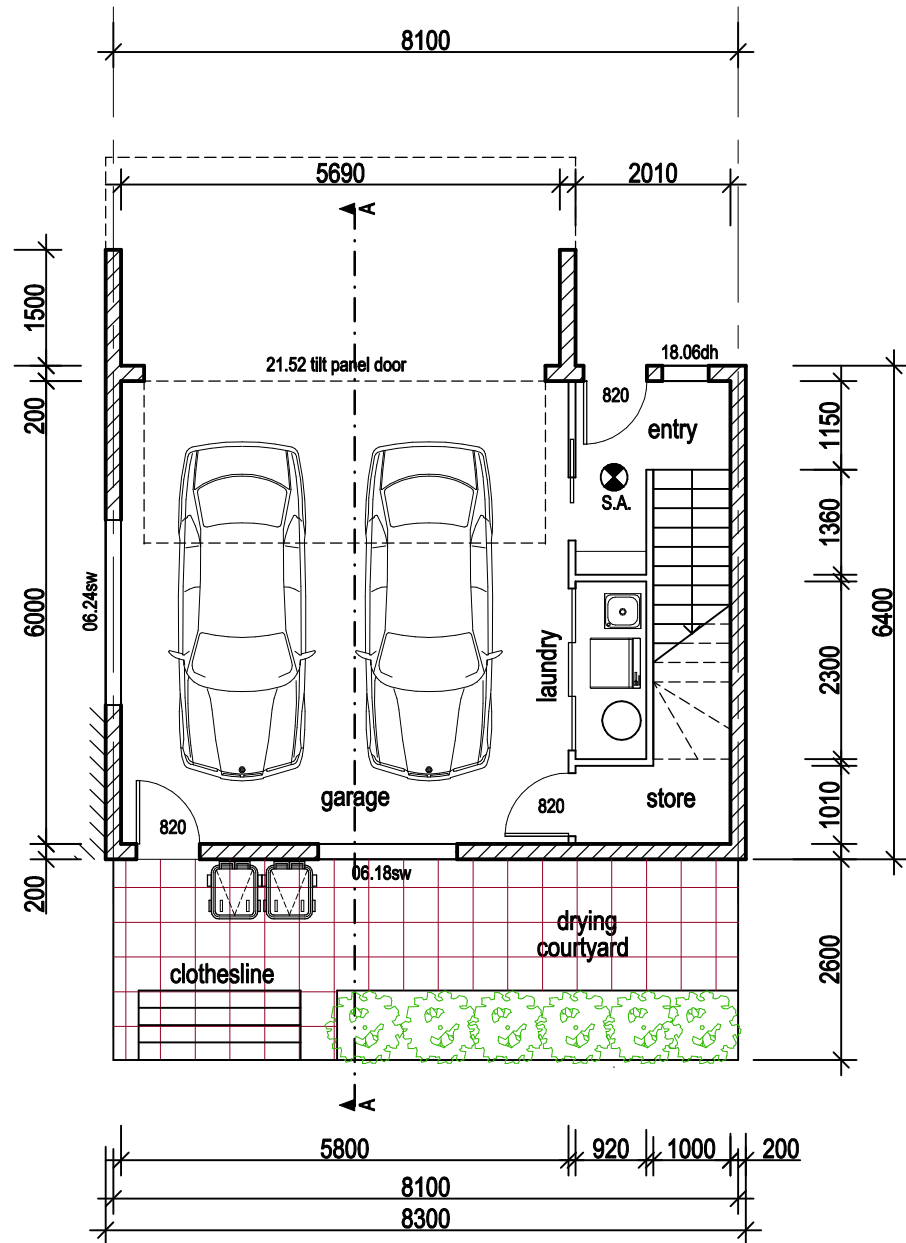 8100
5690
2010
A
1500
21.52 tilt panel door
18.06dh
820
200
entry
1150
S.A.
1360
06.24sw
6000
6400
laundry
2300
garage
820
store
1010
820
200
06.18sw
drying
courtyard
2600
clothesline
A
5800
920
1000
200
8100
8300